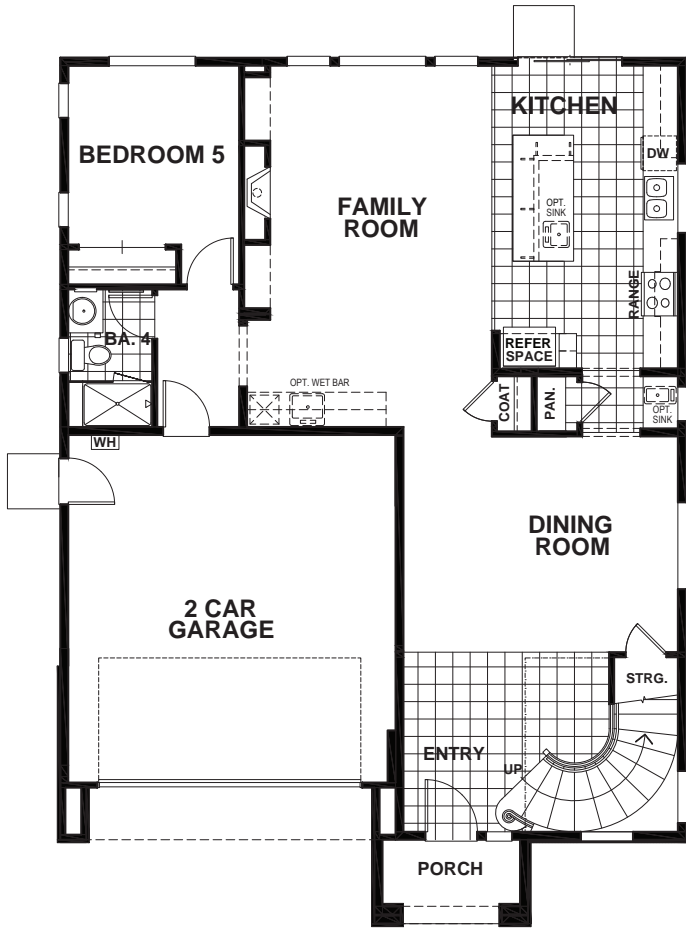 KITCHEN
BEDROOM 5
DW
FAMILY
ROOM
OPT.
SINK
RANGE
BA. 4
REFER
SPACE
OPT. WET BAR
COAT
PAN.
OPT.
SINK
WH
DINING
ROOM
2 CAR
GARAGE
STRG.
ENTRY
UP
PORCH